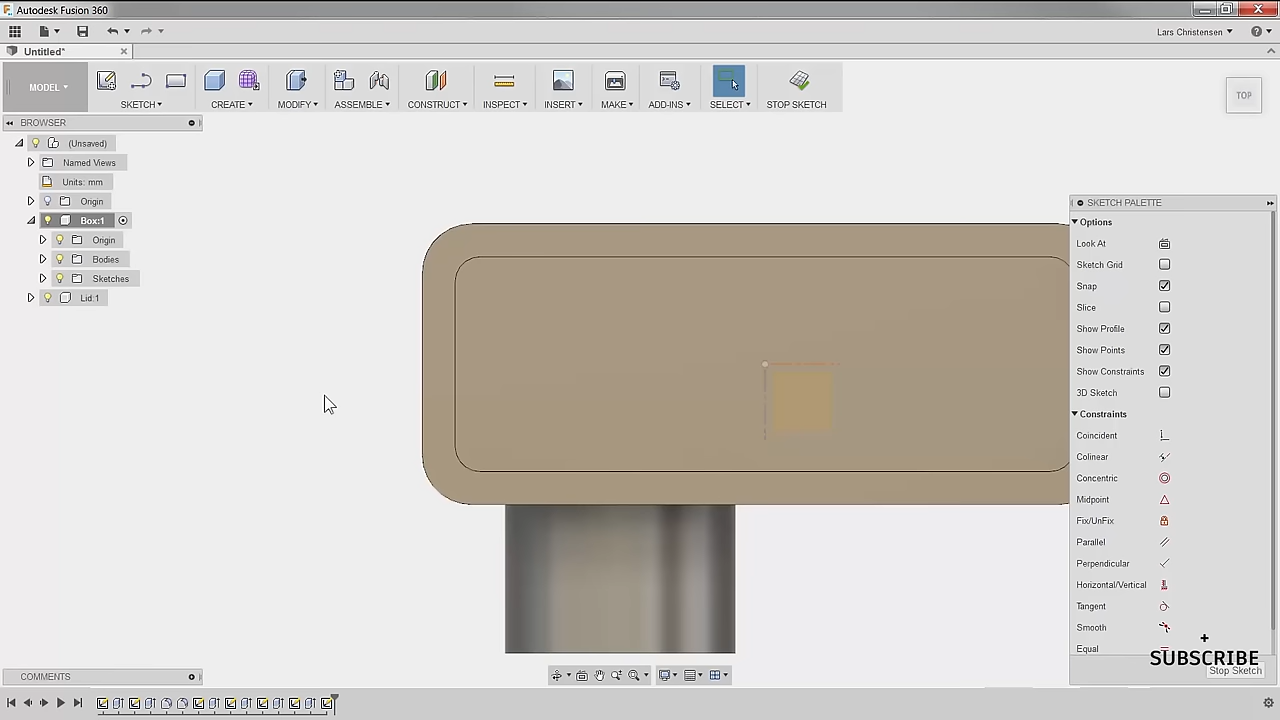 Autodesk Fusion 360
Lars Christensen
Untitled*
MODEL
SKETCH
CREATE
MODIFY
ASSEMBLE
CONSTRUCT
INSPECT
INSERT
MAKE
ADD-INS
SELECT
STOP SKETCH
TOP
BROWSER
(Unsaved)
Named Views
Units: mm
Origin
Box:1
Origin
Bodies
Sketches
Lid:1
SKETCH PALETTE
Options
Look At
Sketch Grid
Snap
Slice
Show Profile
Show Points
Show Constraints
3D Sketch
Constraints
Coincident
Colinear
Concentric
Midpoint
Fix/UnFix
Parallel
Perpendicular
Horizontal/Vertical
Tangent
Smooth
Equal
SUBSCRIBE
Stop Sketch
COMMENTS